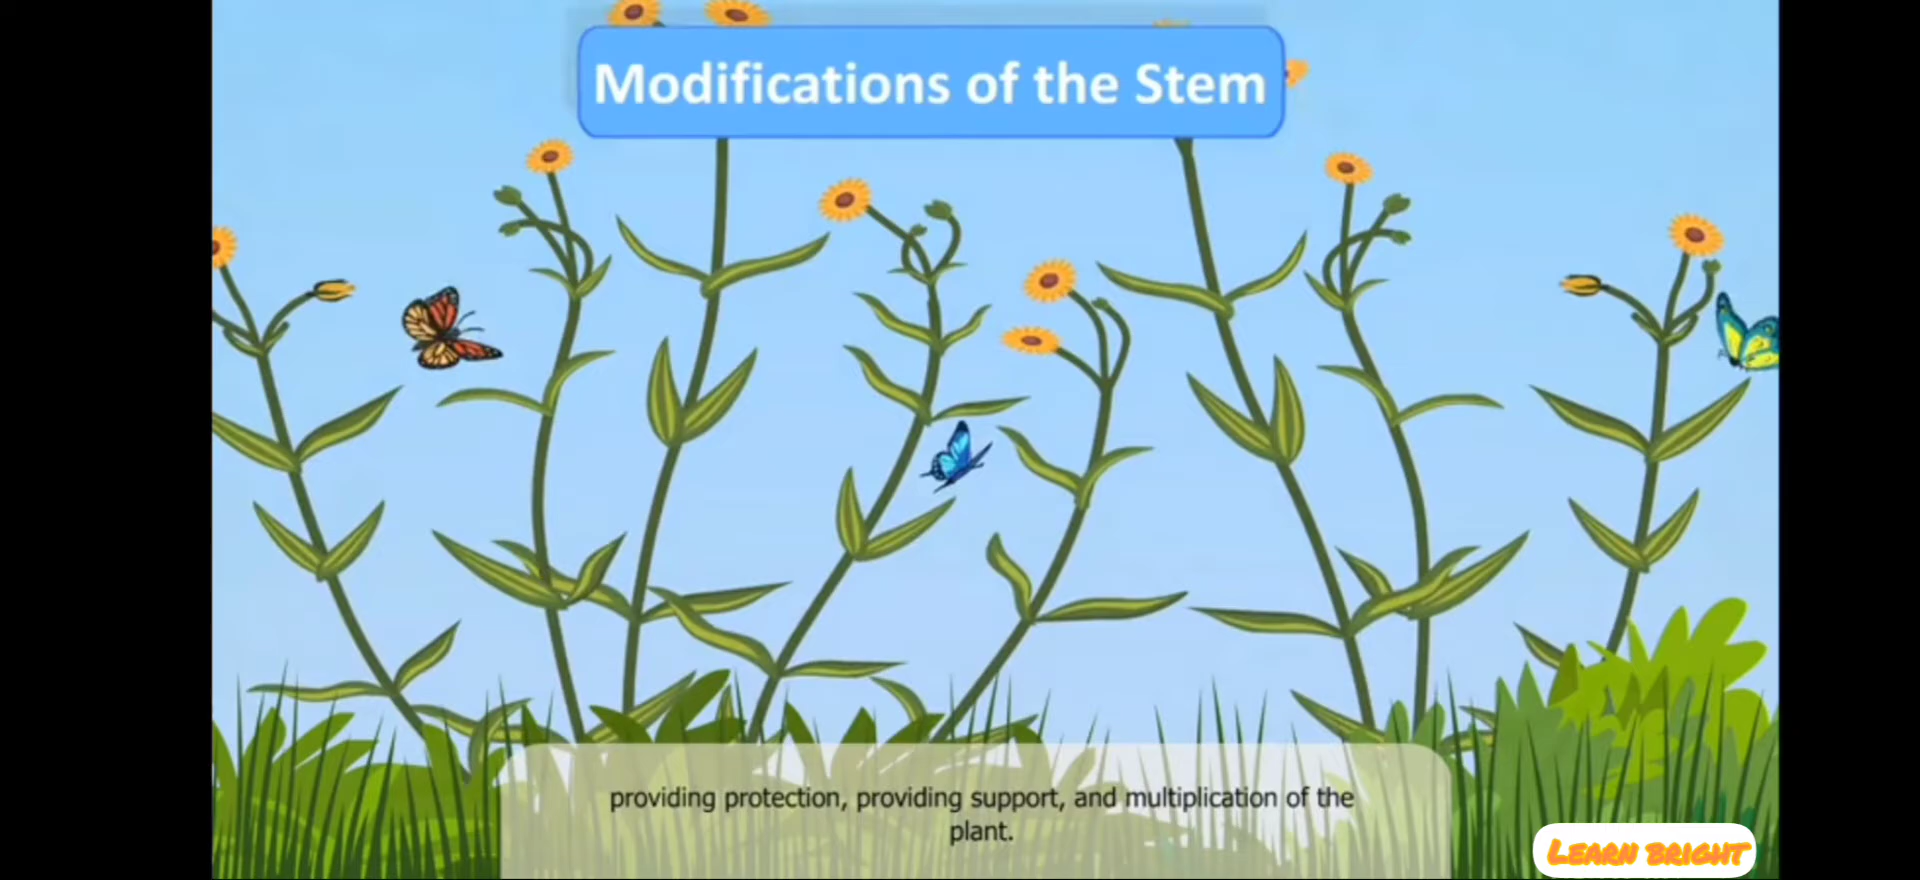 Modifications of the Stem
providing protection, providing support, and multiplication of the
plant.
LEARN BRIGHT